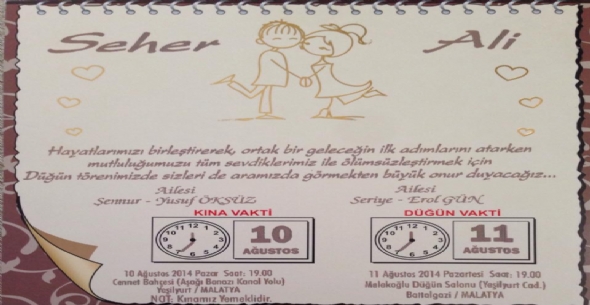 Seher
Ali
Hayatlarımızı birleştirerek, ortak bir geleceğin ilk adımlarını atarken
mutluluğumuzu tüm sevdiklerimiz ile ölümsüzleştirmek için
Düğün törenimizde sizleri de aramızda görmekten büyük onur duyacağız...
Ailesi
Sennur - Yusuf ÖKSÜZ
Ailesi
Seriye - Erol GÜN
KINA VAKTİ
10
AĞUSTOS
DÜĞÜN VAKTİ
11
AĞUSTOS
10 Ağustos 2014 Pazar Saat: 19.00
Cennet Bahçesi (Aşağı Banazı Kanal Yolu)
Yeşilyurt / MALATYA
NOT: Kınamız Yemeklidir.
11 Ağustos 2014 Pazartesi Saat: 19.00
Melekoğlu Düğün Salonu (Yeşilyurt Cad.)
Battalgazi / MALATYA